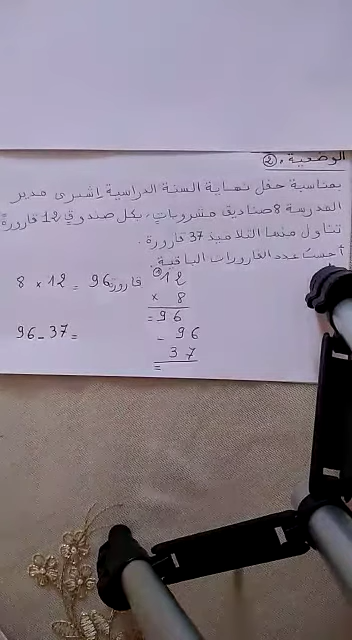 الوضعية ②
بمناسبة حفل نهاية السنة الدراسية إشترى مدير
المدرسة 8 صناديق مشروبات، بكل صندوق 12 قارورة
تناول منها التلاميذ 37 قارورة.
أحسب عدد القارورات الباقية.
8 × 12 = 96 قارورة
12
× 8
= 96
96 - 37 =
- 96
37
=